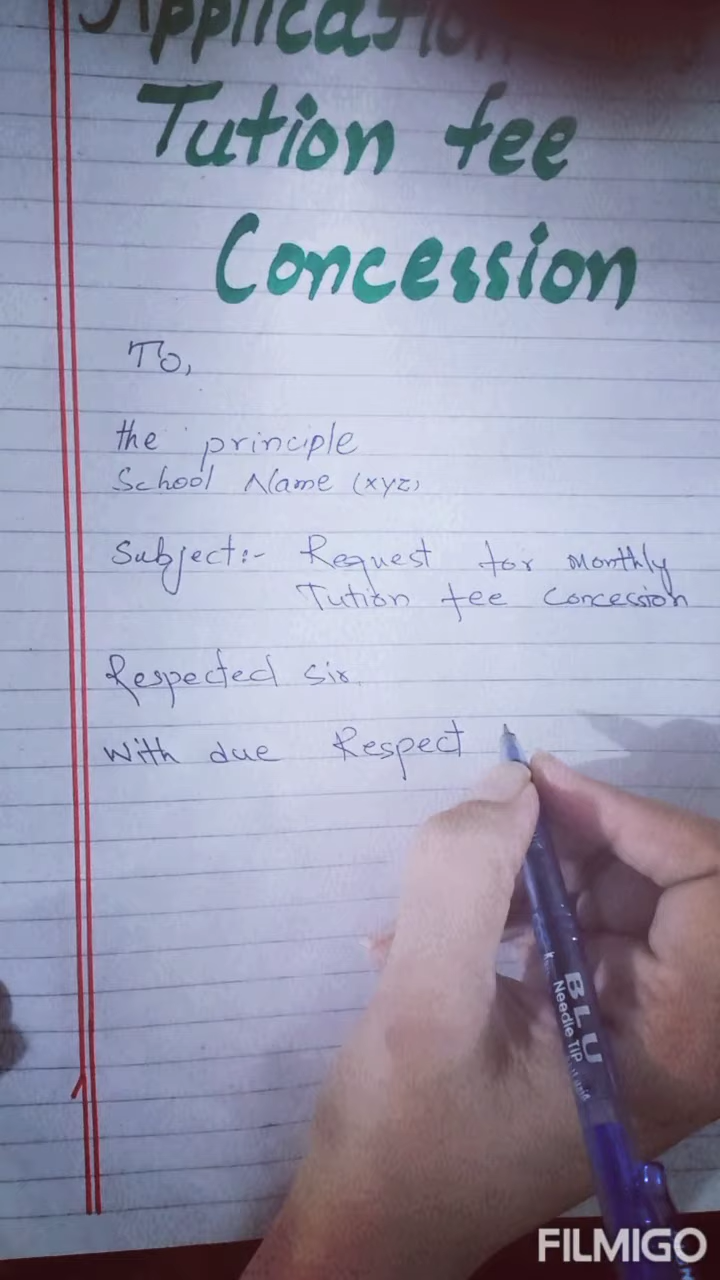 Application
Tution fee
Concession
To,
the principle
School Name (xyz)
Subject:- Request for Monthly
Tution fee Concession
Respected sir.
With due Respect
BLU
Needle Tip
FILMIGO